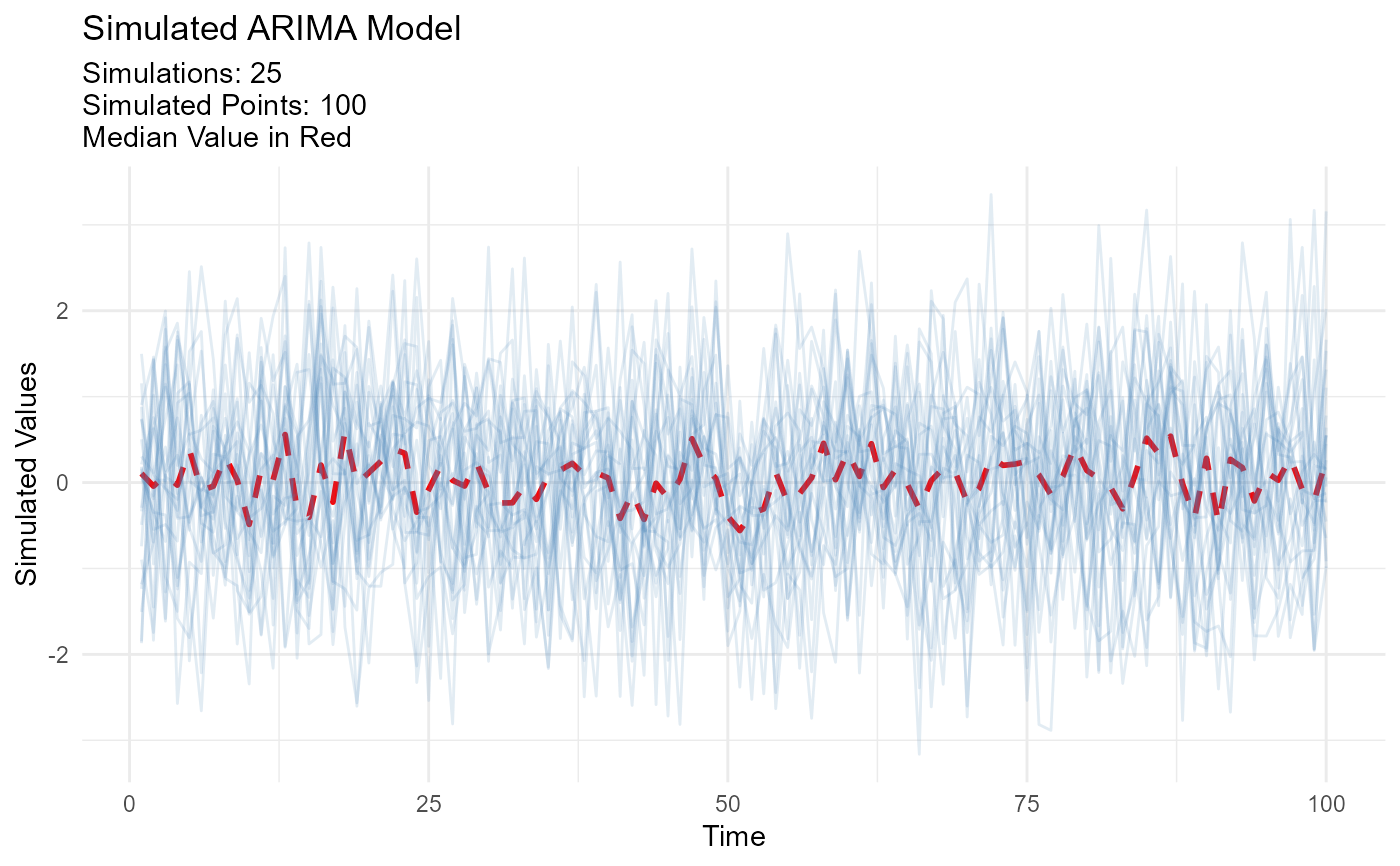 Simulated ARIMA Model
Simulations: 25
Simulated Points: 100
Median Value in Red
Simulated Values
2
0
-2
0
25
50
75
100
Time